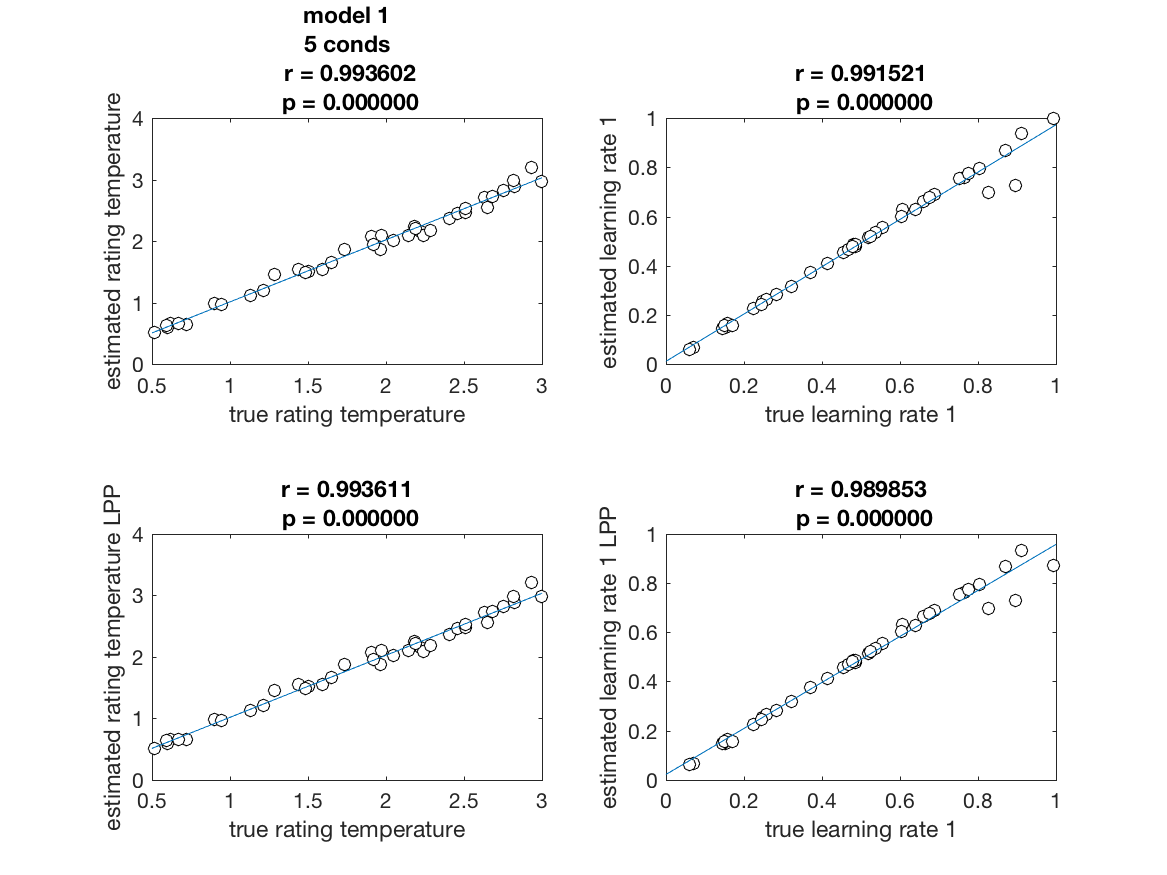 model 1
5 conds
r = 0.993602
p = 0.000000
estimated rating temperature
4
3
2
1
0
0.5 1 1.5 2 2.5 3
true rating temperature
r = 0.991521
p = 0.000000
estimated learning rate 1
1
0.8
0.6
0.4
0.2
0
0 0.2 0.4 0.6 0.8 1
true learning rate 1
r = 0.993611
p = 0.000000
estimated rating temperature LPP
4
3
2
1
0
0.5 1 1.5 2 2.5 3
true rating temperature
r = 0.989853
p = 0.000000
estimated learning rate 1 LPP
1
0.8
0.6
0.4
0.2
0
0 0.2 0.4 0.6 0.8 1
true learning rate 1